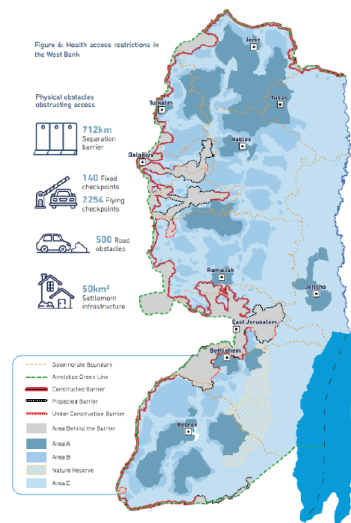 Figure 6: Health access restrictions in
the West Bank
Physical obstacles
obstructing access
712km
Separation
barrier
140 Fixed
checkpoints
2254 Flying
checkpoints
500 Road
obstacles
50km²
Settlement
infrastructure
Jenin
Tubas
Tulkarm
Nablus
Qalqiliya
Ramallah
Jericho
East Jerusalem
Bethlehem
Hebron
Governorate Boundary
Armistice Green Line
Constructed Barrier
Projected Barrier
Under Construction Barrier
Area Behind the Barrier
Area A
Area B
Nature Reserve
Area C